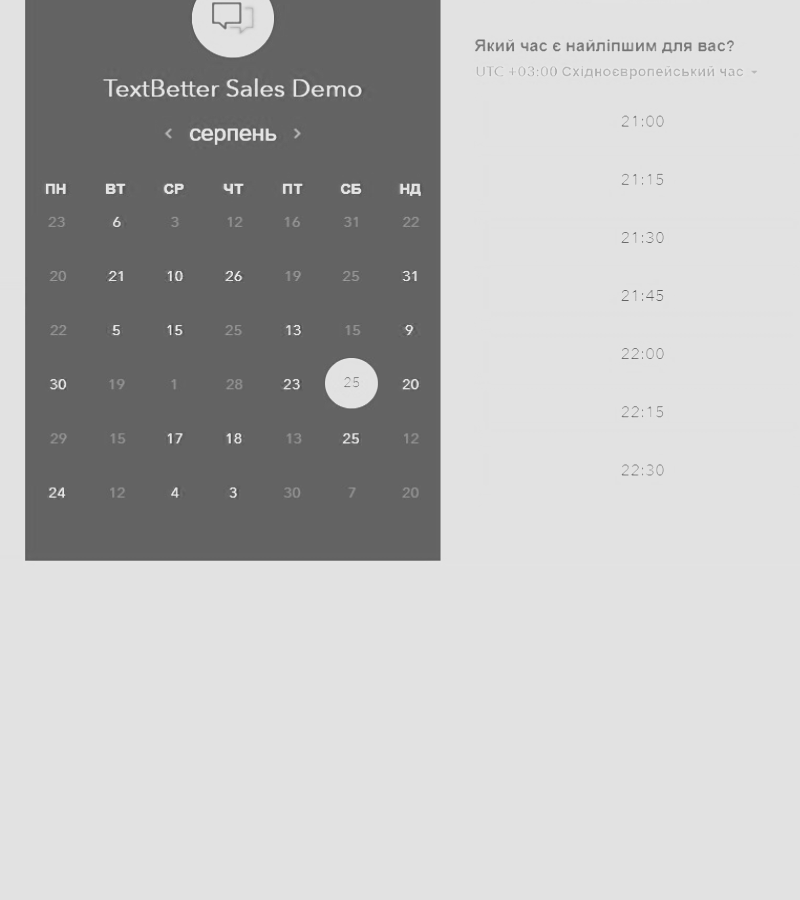 TextBetter Sales Demo
серпень
ПН ВТ СР ЧТ ПТ СБ НД
23 6 3 12 16 31 22
20 21 10 26 19 25 31
22 5 15 25 13 15 9
30 19 1 28 23 25 20
29 15 17 18 13 25 12
24 12 4 3 30 7 20
Який час є найліпшим для вас?
UTC +03:00 Східноєвропейський час
21:00
21:15
21:30
21:45
22:00
22:15
22:30